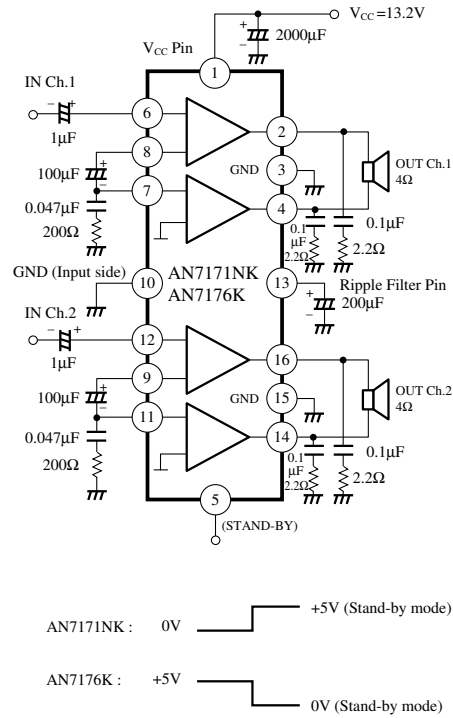 V_CC=13.2V
2000µF
+
−
V_CC Pin
1
IN Ch.1
− +
1µF
6
2
8
100µF
+
−
GND
3
OUT Ch.1
4Ω
7
4
0.047µF
200Ω
0.1
µF
2.2Ω
0.1µF
2.2Ω
GND (Input side)
10
AN7171NK
AN7176K
13
Ripple Filter Pin
+
−
200µF
IN Ch.2
− +
1µF
12
16
9
100µF
+
−
GND
15
OUT Ch.2
4Ω
11
14
0.047µF
200Ω
0.1
µF
2.2Ω
0.1µF
2.2Ω
5
(STAND-BY)
AN7171NK : 0V +5V (Stand-by mode)
AN7176K : +5V 0V (Stand-by mode)